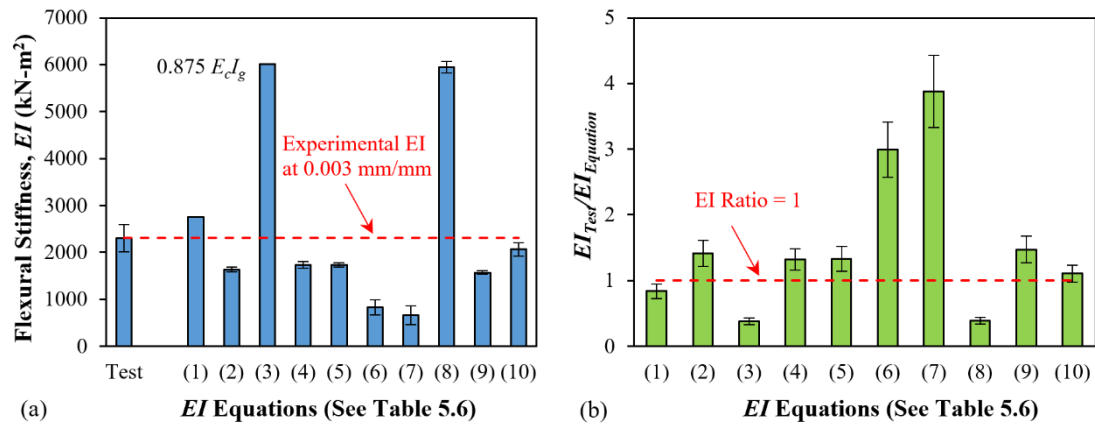 Flexural Stiffness, EI (kN-m²)
7000
6000
5000
4000
3000
2000
1000
0
0.875 EcIg
Experimental EI
at 0.003 mm/mm
Test (1) (2) (3) (4) (5) (6) (7) (8) (9) (10)
(a) EI Equations (See Table 5.6)
EITest/EIEquation
5
4
3
2
1
0
EI Ratio = 1
(1) (2) (3) (4) (5) (6) (7) (8) (9) (10)
(b) EI Equations (See Table 5.6)